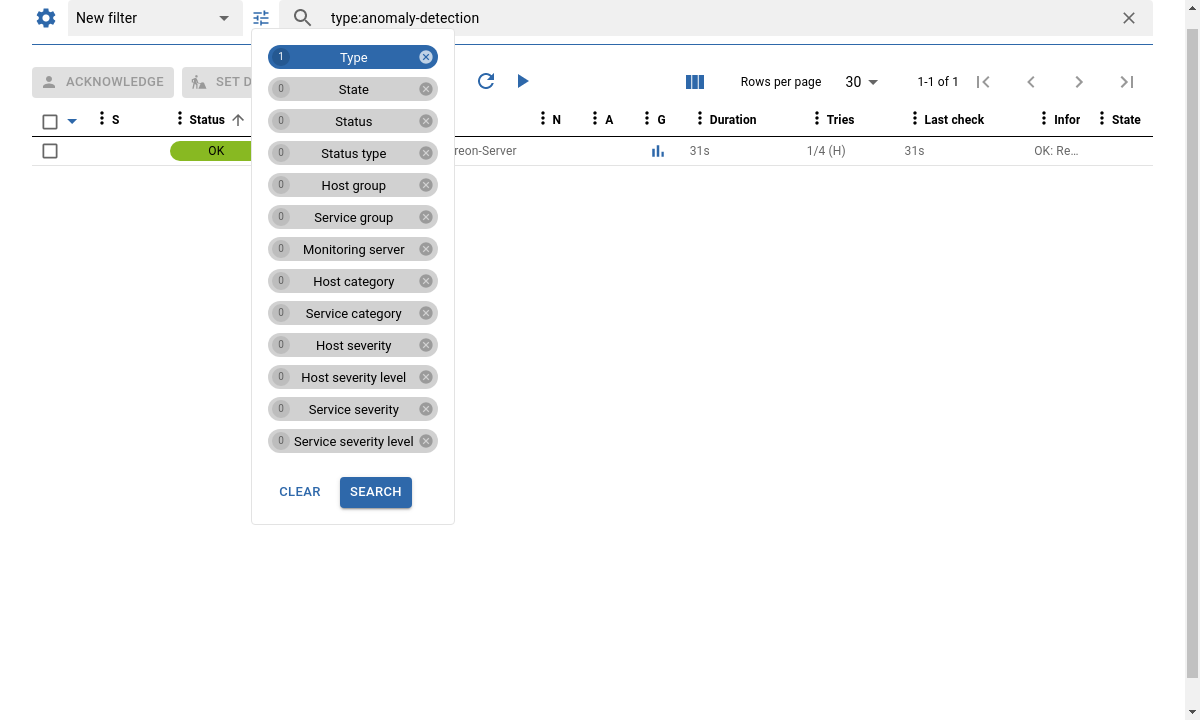 New filter
type:anomaly-detection
1 Type
ACKNOWLEDGE
SET D
Rows per page
30
1-1 of 1
0 State
S
Status
0 Status
N
A
G
Duration
Tries
Last check
Infor
State
OK
0 Status type
reon-Server
31s
1/4 (H)
31s
OK: Re...
0 Host group
0 Service group
0 Monitoring server
0 Host category
0 Service category
0 Host severity
0 Host severity level
0 Service severity
0 Service severity level
CLEAR
SEARCH